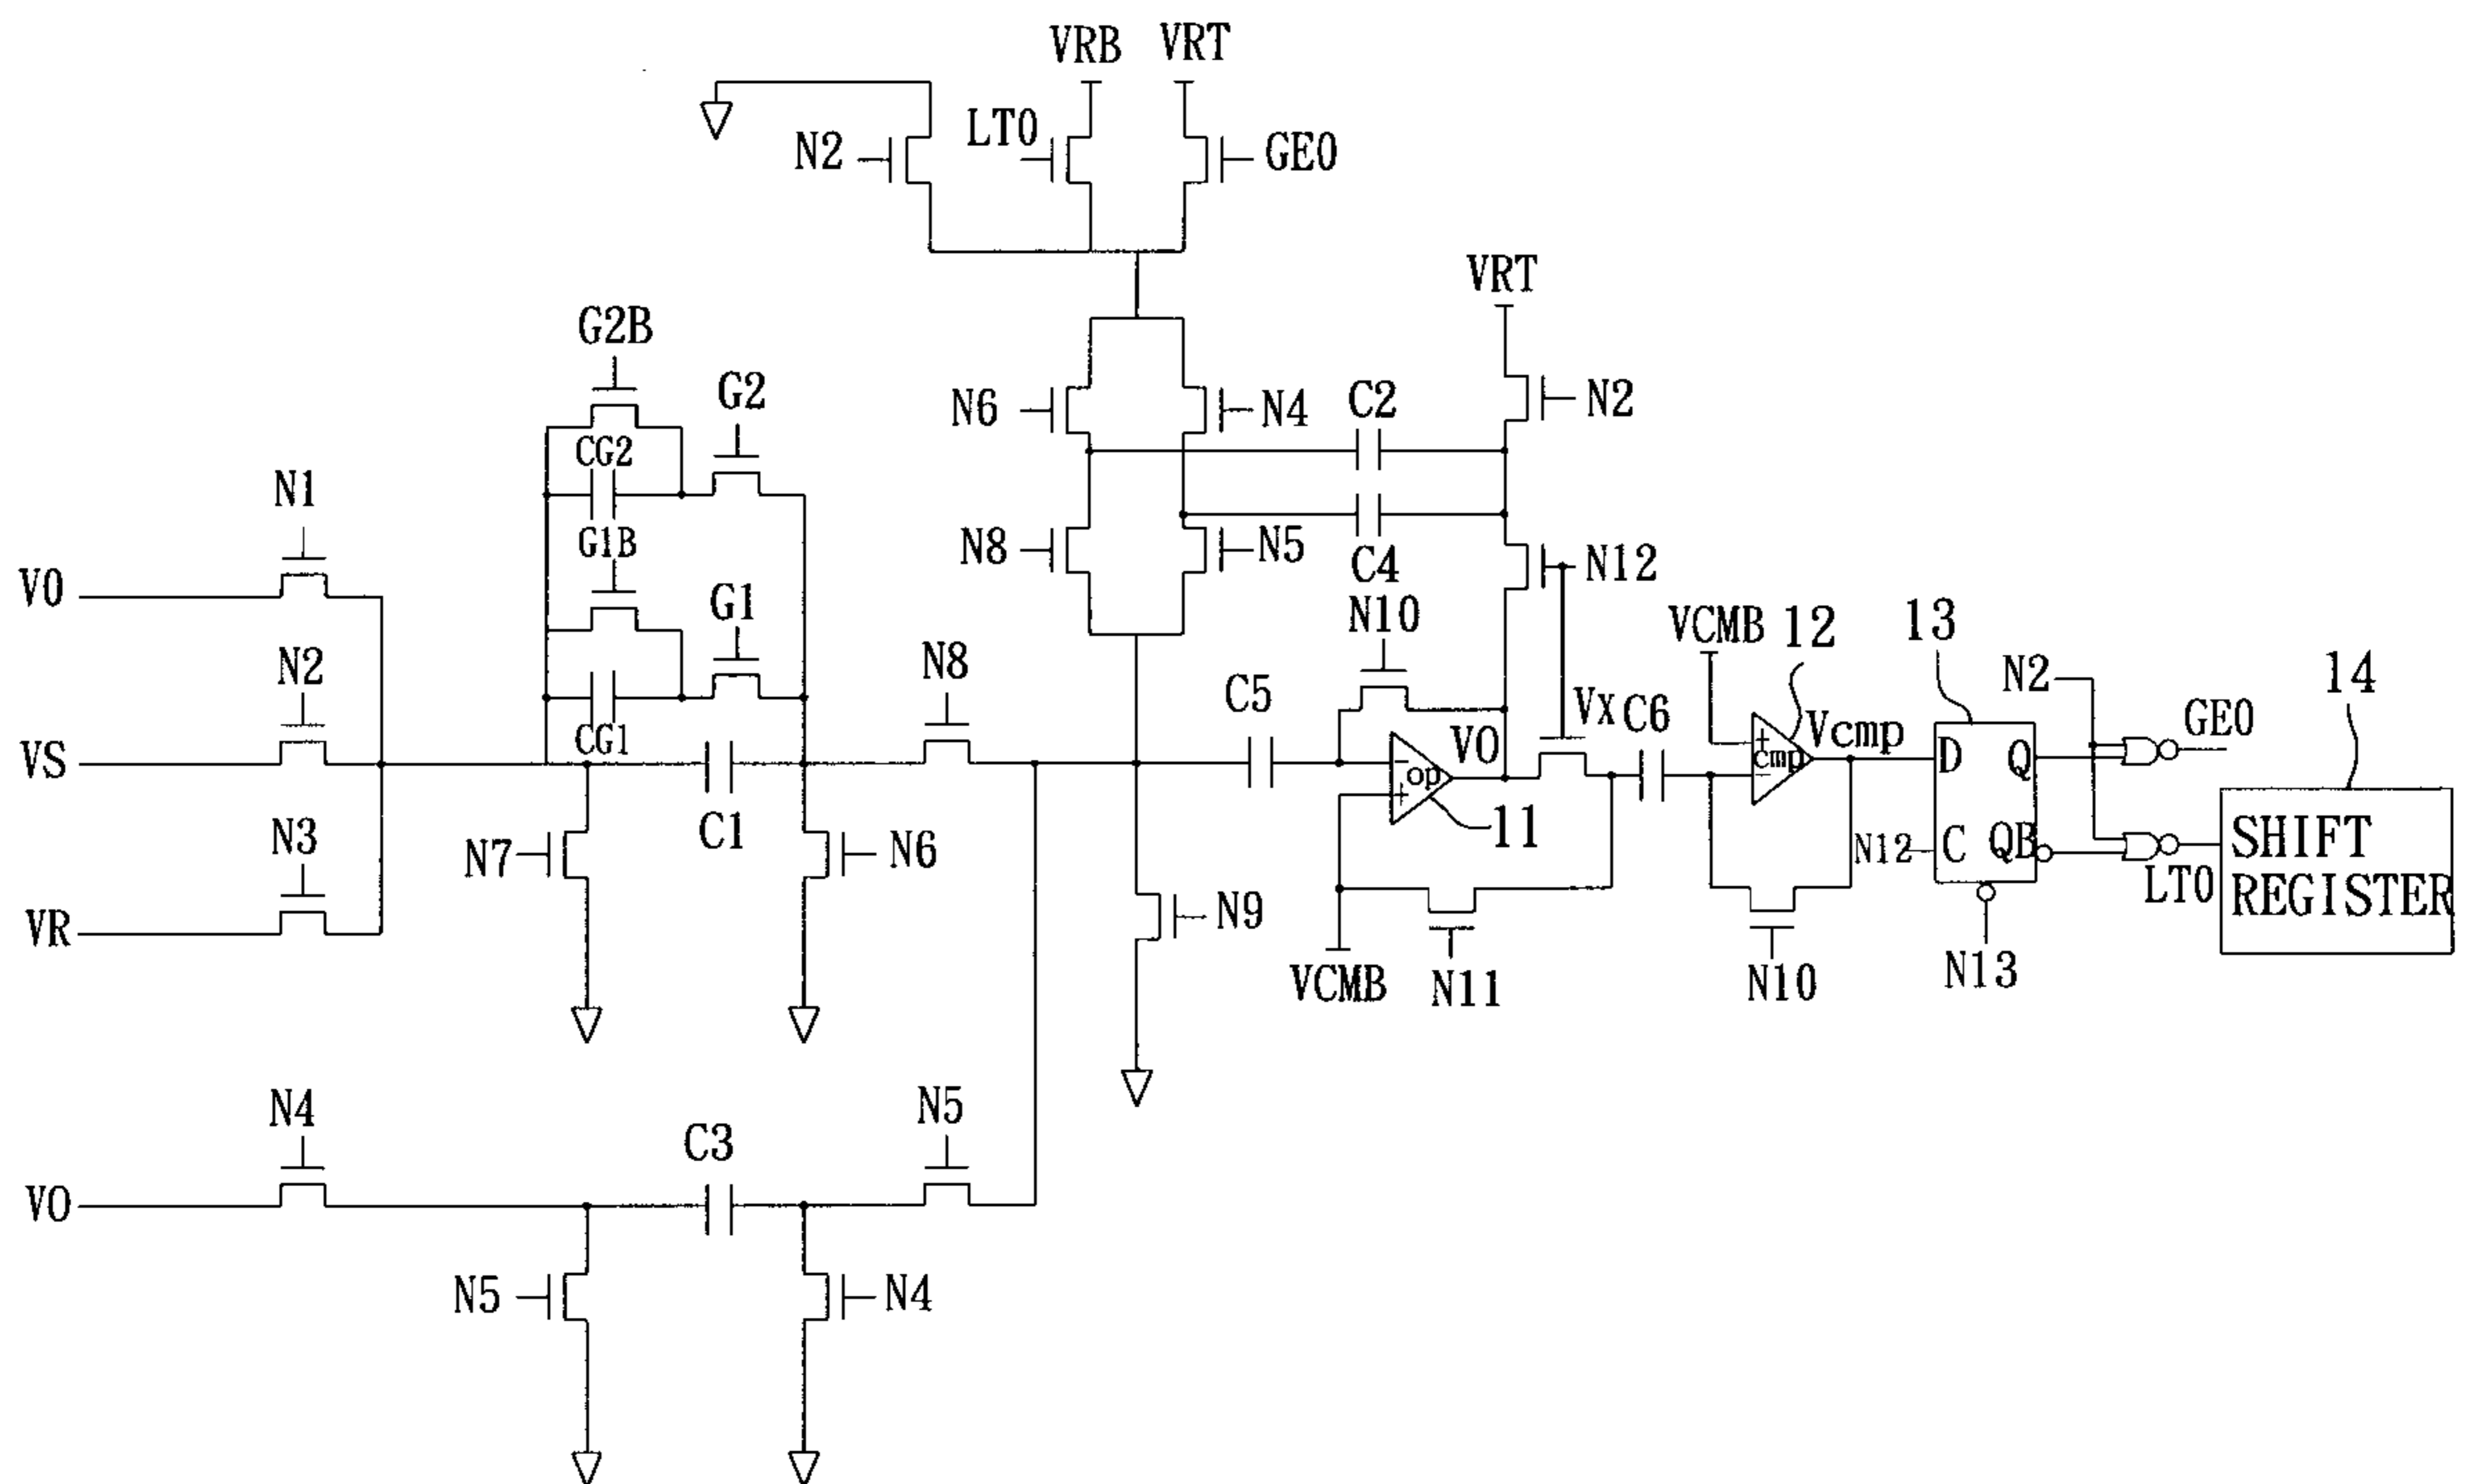 VRB VRT
N2
LT0
GE0
VRT
G2B
G2
N6
N4
C2
N2
CG2
N1
G1B
N8
N5
C4
N12
V0
G1
N10
VCMB
12
13
N2
N8
C5
VX
C6
N2
14
GE0
VS
CG1
V0
Vcmp
+
cmp
-
D
Q
-
op
+
N3
N7
C1
N6
11
N12
C
QB
SHIFT
REGISTER
LT0
VR
N9
VCMB
N11
N10
N13
N4
C3
N5
V0
N5
N4